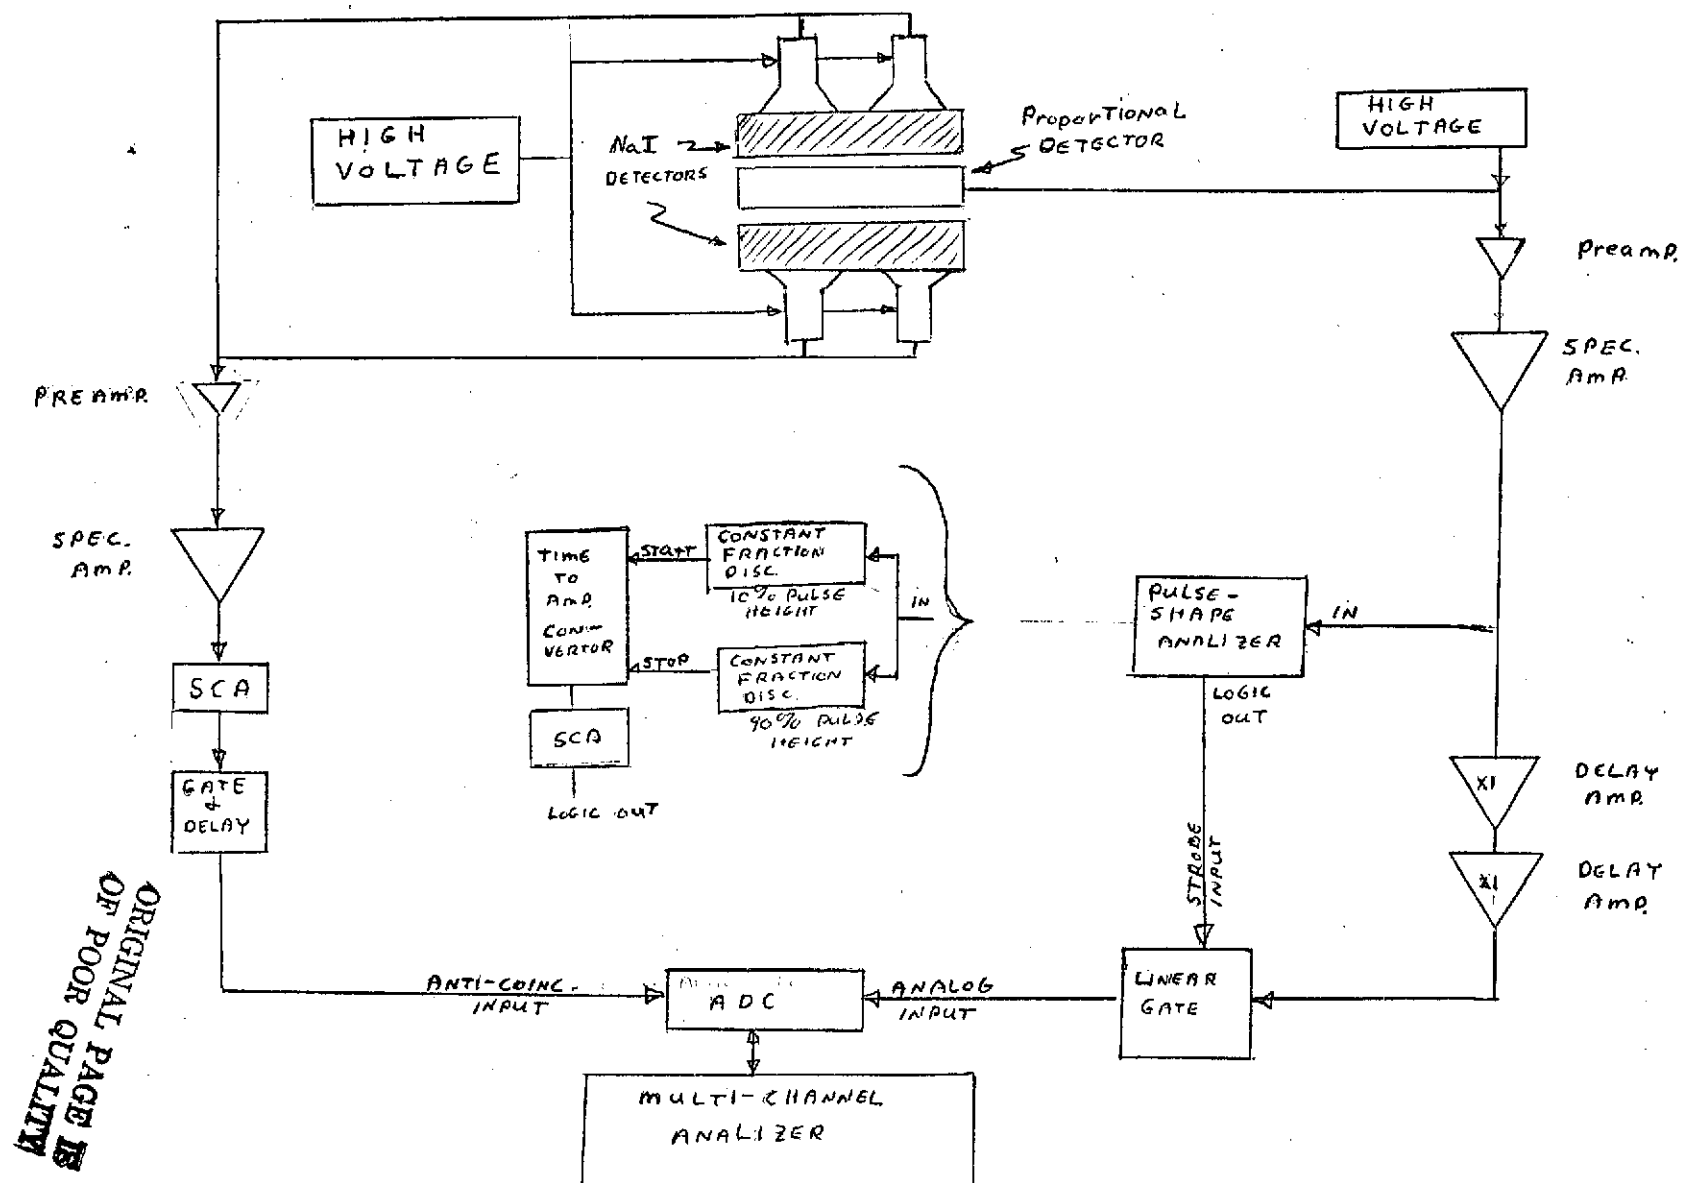 HIGH
VOLTAGE
NaI
DETECTORS
Proportional
DETECTOR
HIGH
VOLTAGE
Preamp.
SPEC.
Amp.
PREAMP.
SPEC.
Amp.
SCA
GATE
+
DELAY
TIME
TO
AMP.
CON-
VERTOR
START
STOP
CONSTANT
FRACTION
DISC.
10% PULSE
HEIGHT
IN
CONSTANT
FRACTION
DISC.
90% PULSE
HEIGHT
SCA
LOGIC OUT
PULSE-
SHAPE
ANALIZER
IN
LOGIC
OUT
STROBE
INPUT
X1
DELAY
Amp.
X1
DELAY
Amp.
LINEAR
GATE
ANALOG
INPUT
ADC
ANTI-COINC.
INPUT
MULTI-CHANNEL
ANALIZER
ORIGINAL PAGE IS
OF POOR QUALITY